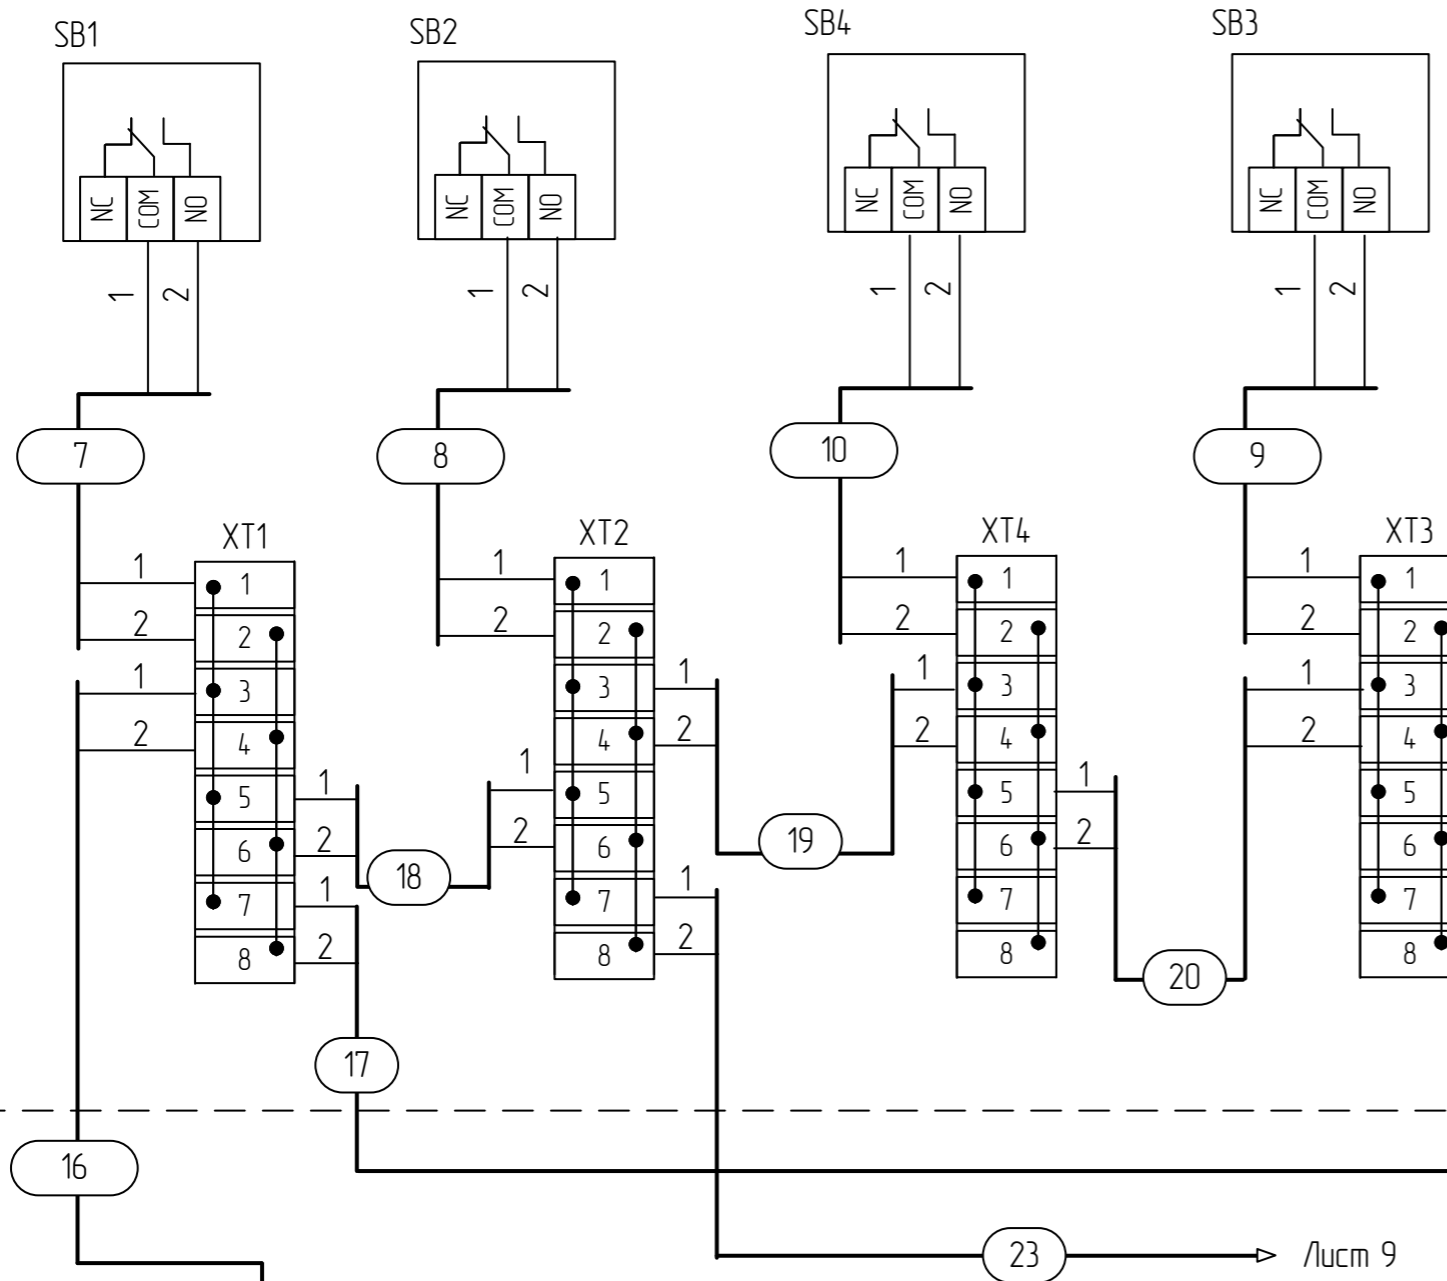 SB1 SB2 SB4 SB3
NC COM NO NC COM NO NC COM NO NC COM NO
1 2 1 2 1 2 1 2
7 8 10 9
XT1 XT2 XT4 XT3
1 1 1 1 1 1 1 1
2 2 2 2 2 2 2 2
1 3 3 1 1 3 1 3
2 4 4 2 2 4 2 4
5 1 1 5 5 1 5
6 2 2 6 19 6 2 6
18
7 1 7 1 7 7
8 2 8 2 8 8
20
17
16
23 Лист 9